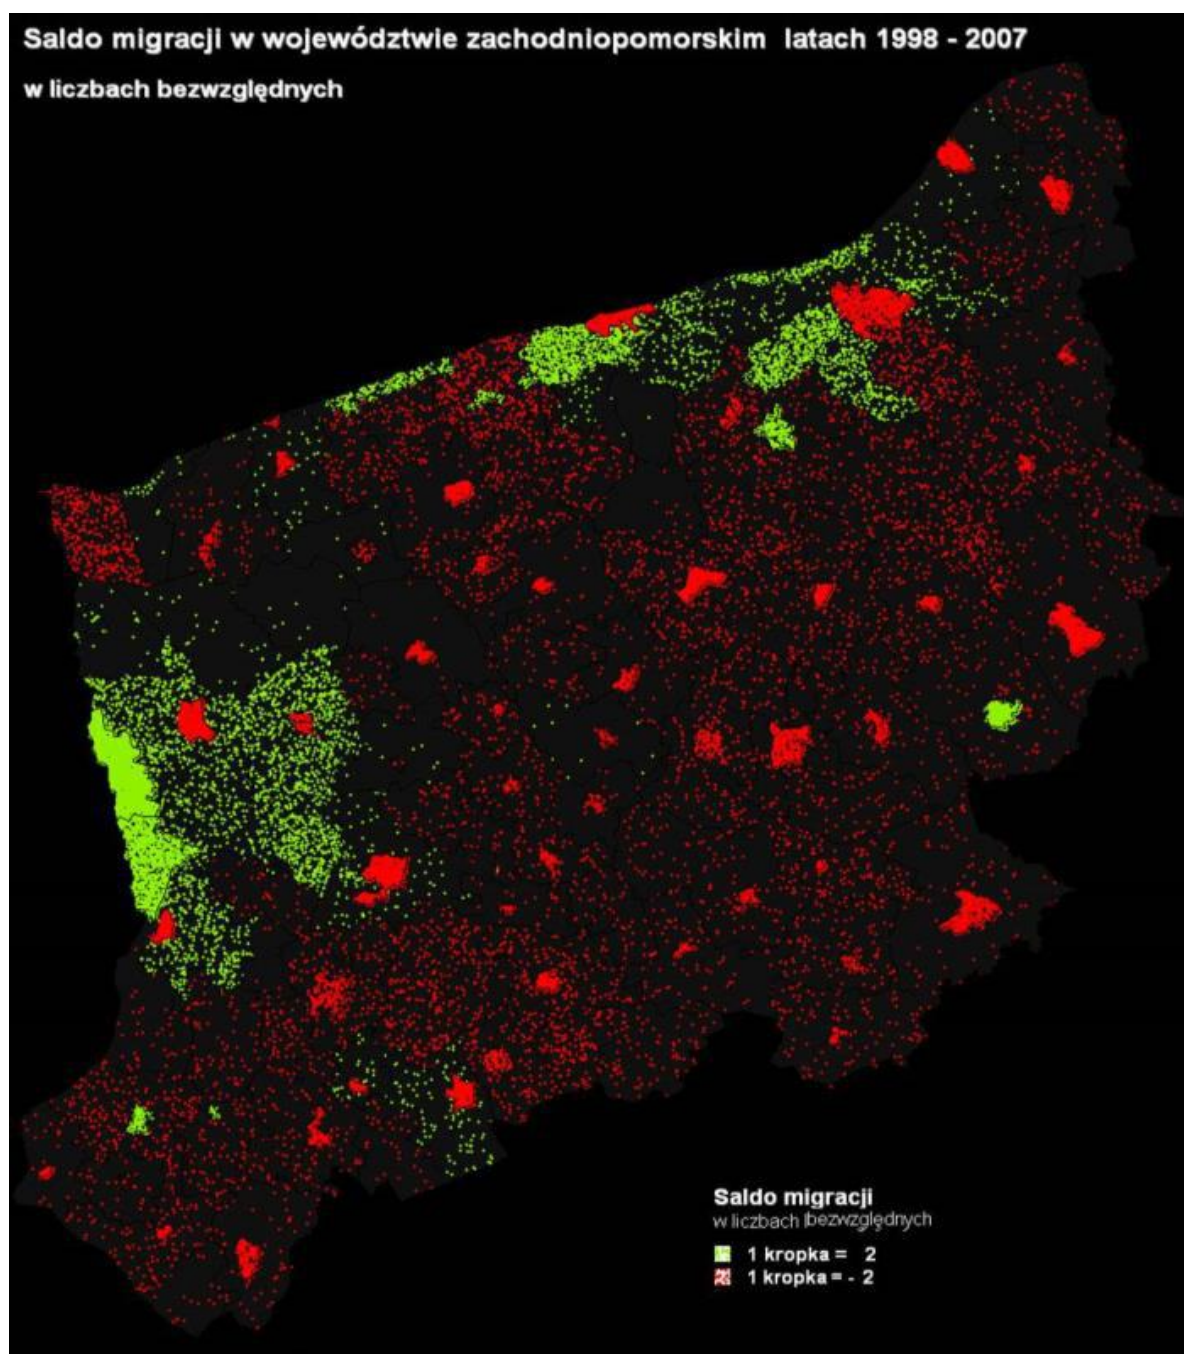 Saldo migracji w województwie zachodniopomorskim latach 1998 - 2007
w liczbach bezwzględnych
Saldo migracji
w liczbach bezwzględnych
1 kropka = 2
1 kropka = - 2